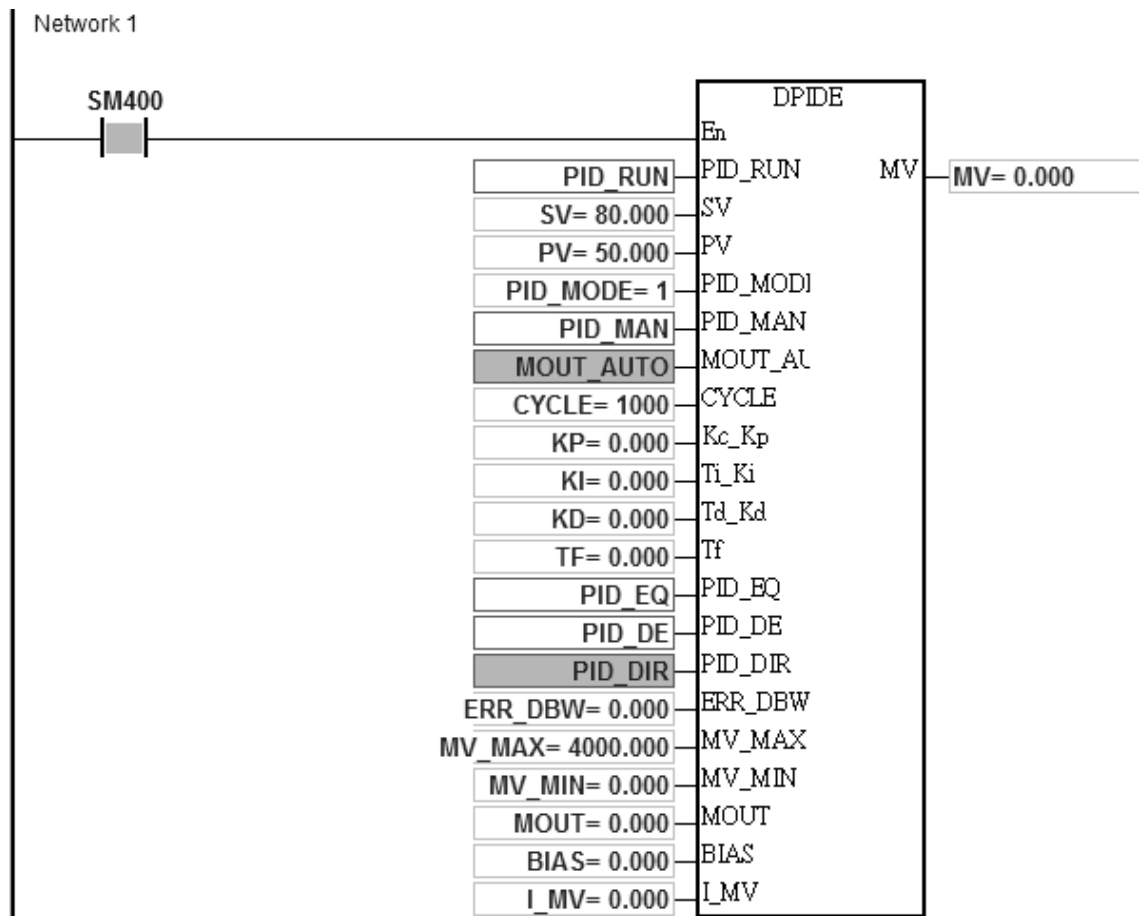 Network 1
SM400
DPIDE
En
PID_RUN PID_RUN MV MV= 0.000
SV= 80.000 SV
PV= 50.000 PV
PID_MODE= 1 PID_MODI
PID_MAN PID_MAN
MOUT_AUTO MOUT_AU
CYCLE= 1000 CYCLE
KP= 0.000 Kc_Kp
KI= 0.000 Ti_Ki
KD= 0.000 Td_Kd
TF= 0.000 Tf
PID_EQ PID_EQ
PID_DE PID_DE
PID_DIR PID_DIR
ERR_DBW= 0.000 ERR_DBW
MV_MAX= 4000.000 MV_MAX
MV_MIN= 0.000 MV_MIN
MOUT= 0.000 MOUT
BIAS= 0.000 BIAS
I_MV= 0.000 I_MV